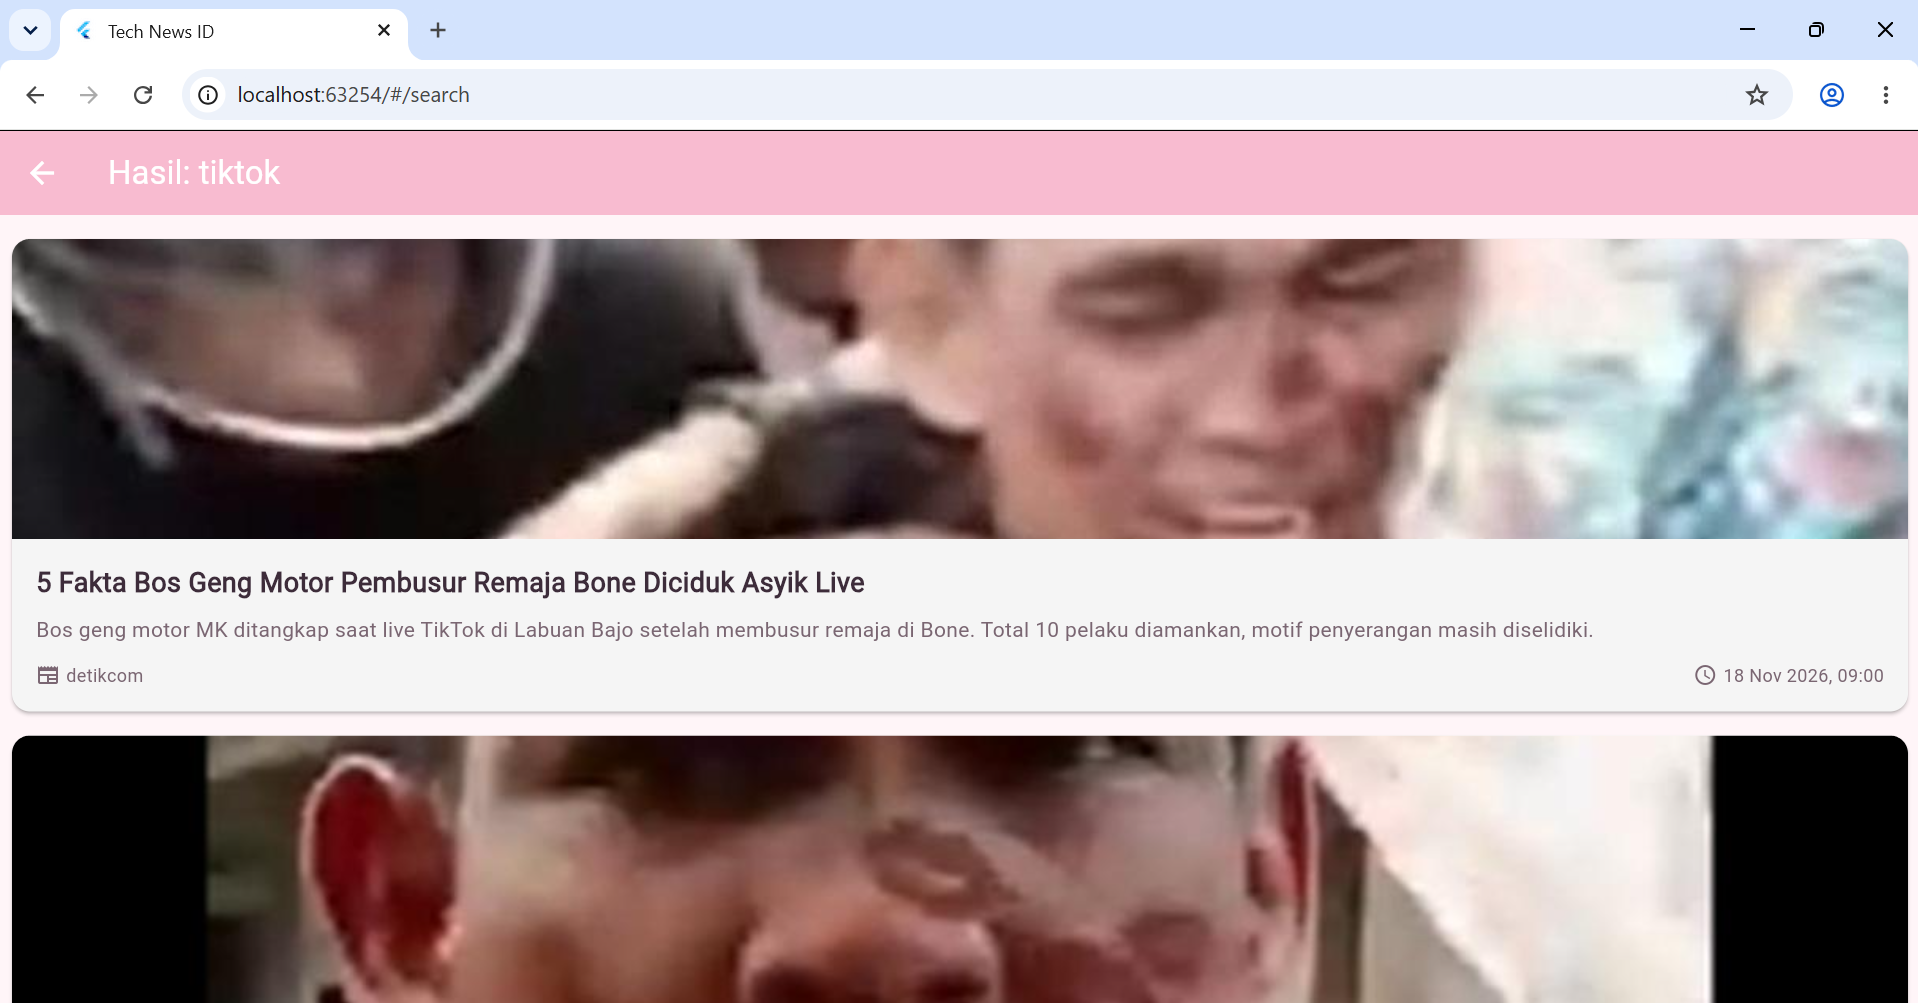 Tech News ID
localhost:63254/#/search
Hasil: tiktok
5 Fakta Bos Geng Motor Pembusur Remaja Bone Diciduk Asyik Live
Bos geng motor MK ditangkap saat live TikTok di Labuan Bajo setelah membusur remaja di Bone. Total 10 pelaku diamankan, motif penyerangan masih diselidiki.
detikcom
18 Nov 2026, 09:00